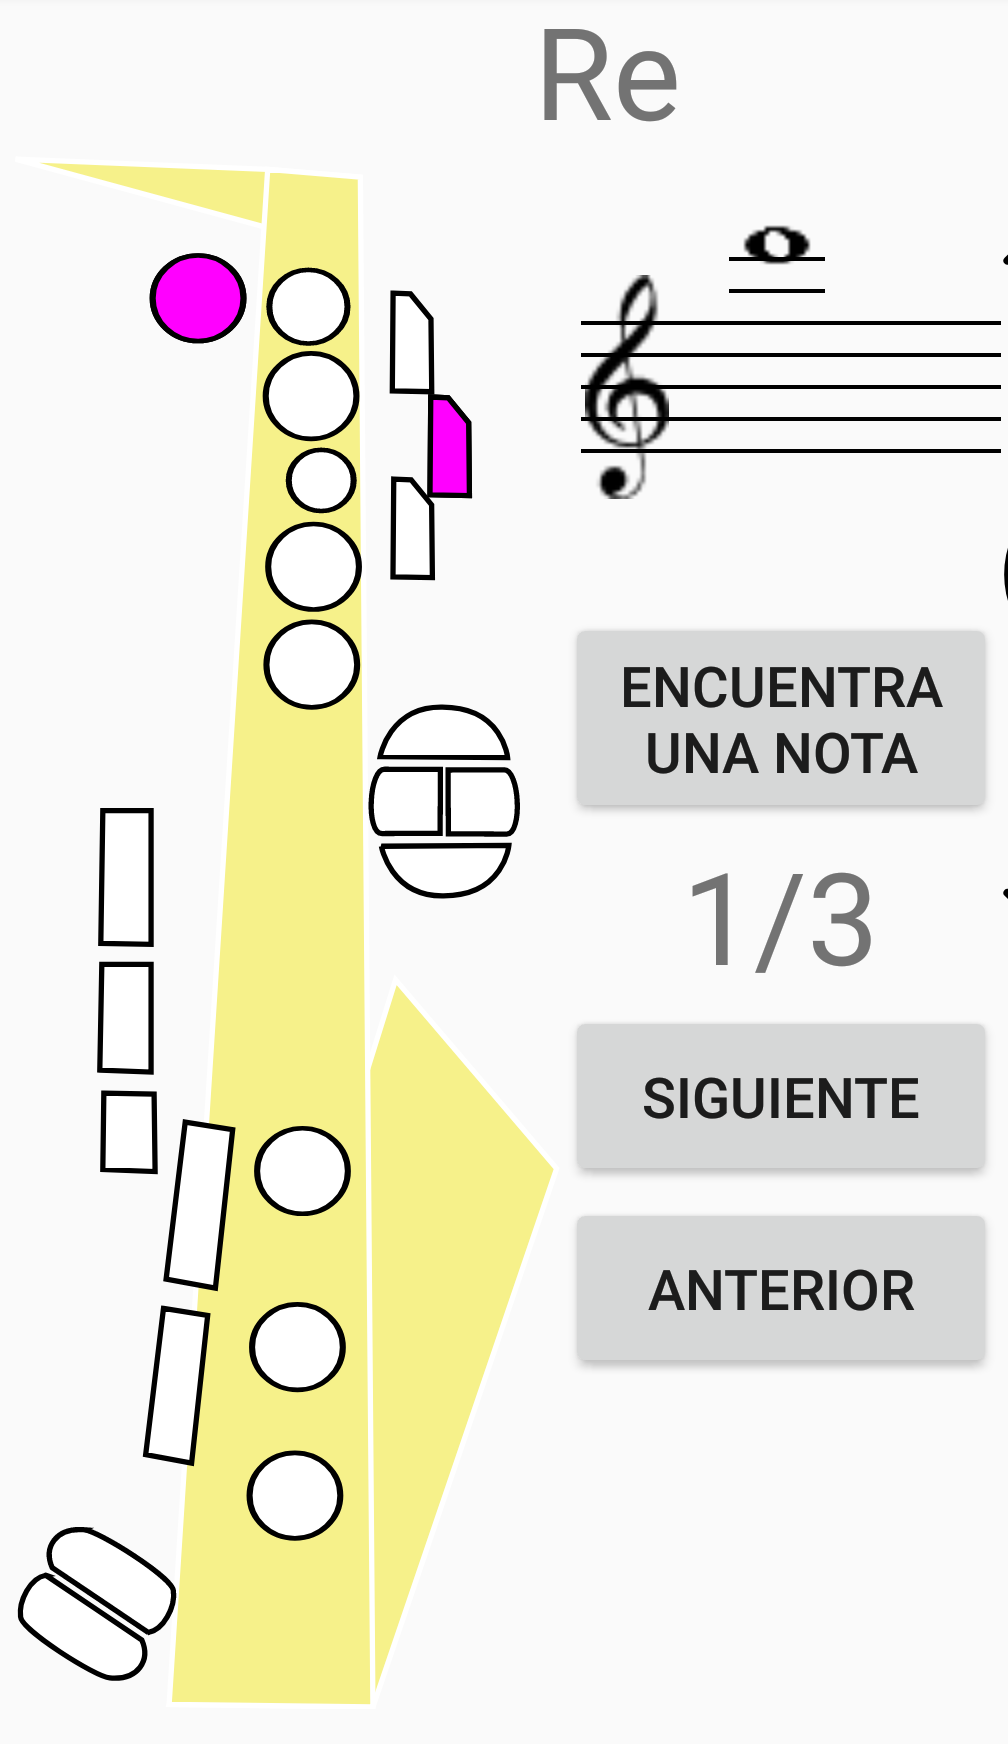 Re
ENCUENTRA
UNA NOTA
1/3
SIGUIENTE
ANTERIOR